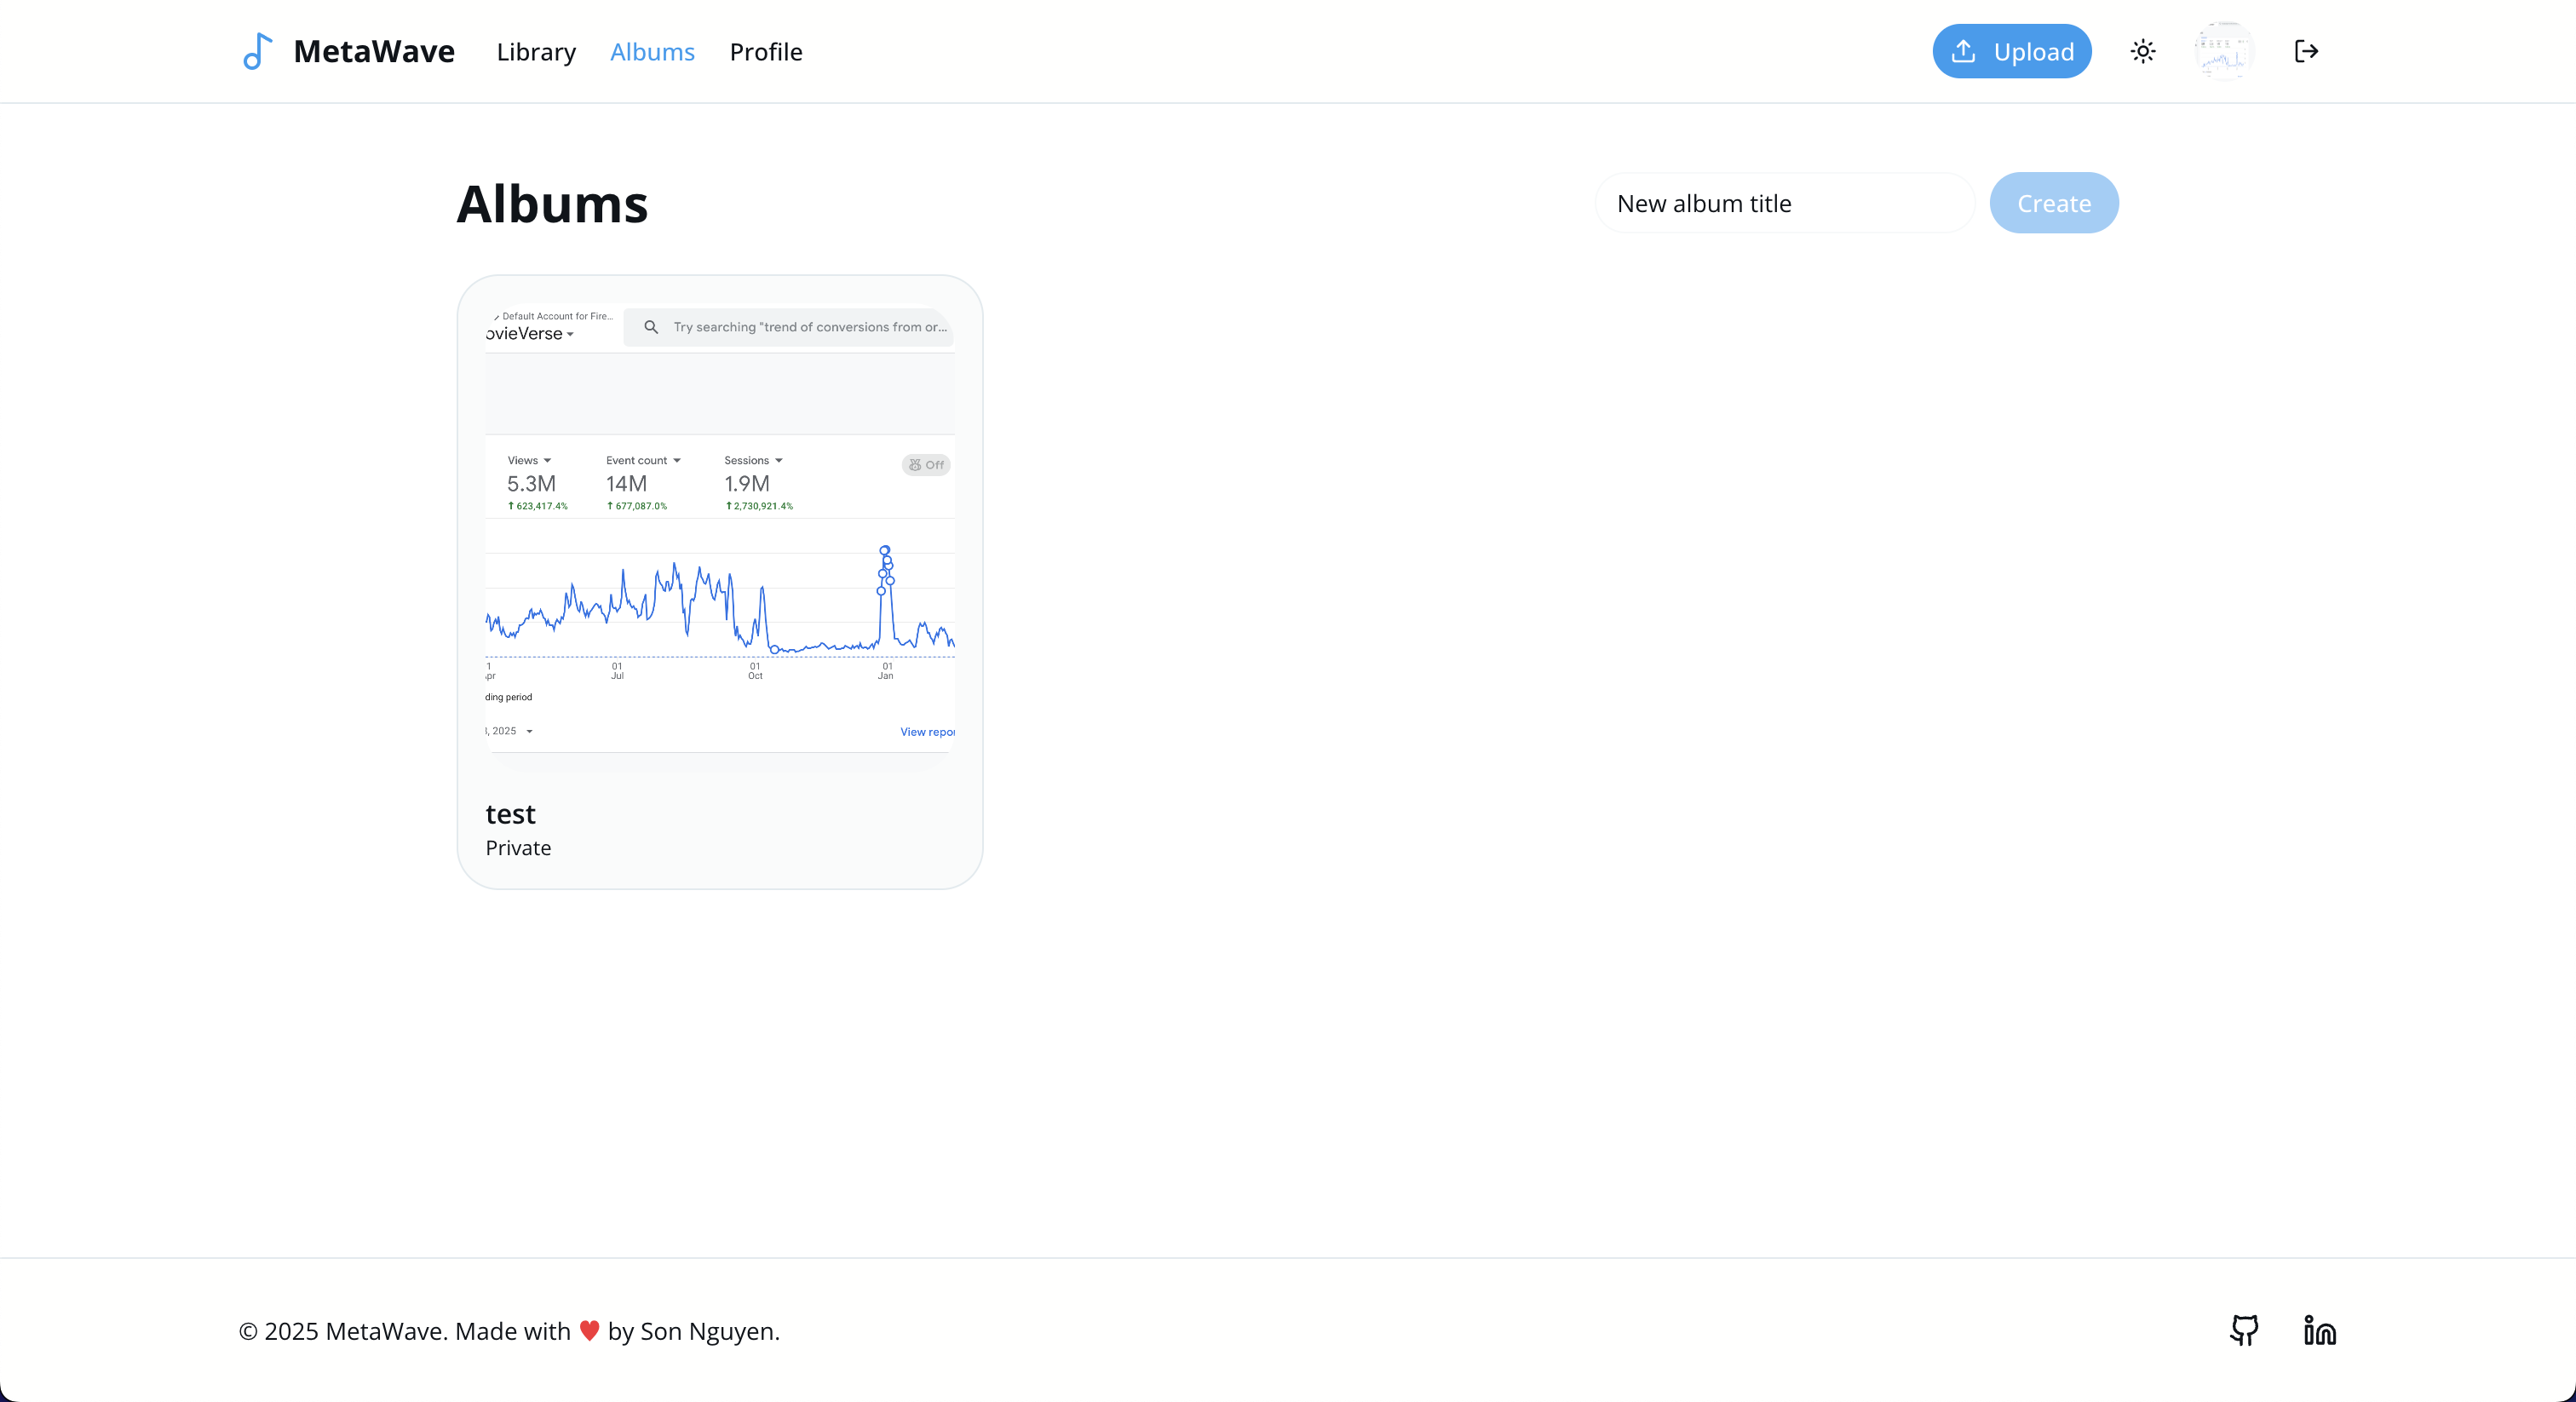 MetaWave Library Albums Profile Upload
Albums
New album title Create
Default Account for Fire...
ovieVerse
Try searching "trend of conversions from or...
Views Event count Sessions Off
5.3M 14M 1.9M
623,417.4% 677,087.0% 2,730,921.4%
01 01 01
Jul Oct Jan
ding period
, 2025 View repor
test
Private
© 2025 MetaWave. Made with ❤️ by Son Nguyen.
in